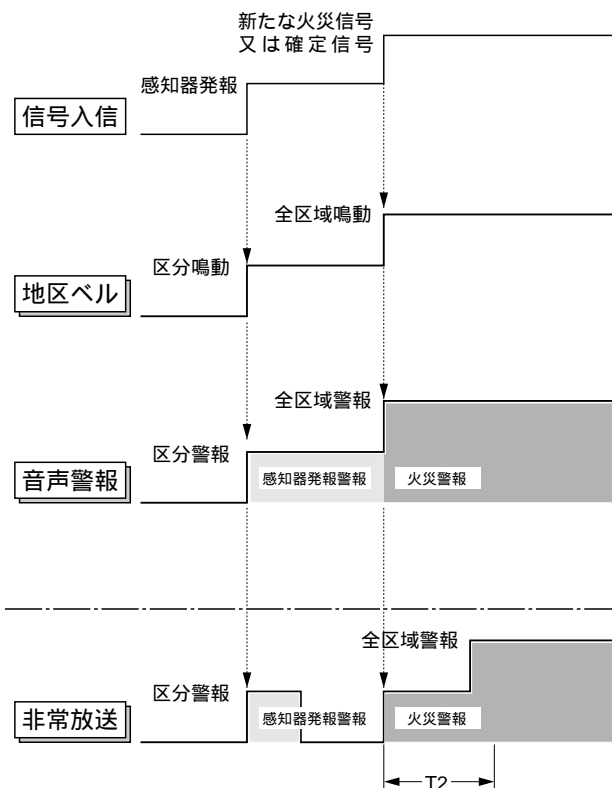 新たな火災信号
又は確定信号
感知器発報
信号入信
全区域鳴動
区分鳴動
地区ベル
全区域警報
区分警報
感知器発報警報
火災警報
音声警報
全区域警報
区分警報
感知器発報警報
火災警報
非常放送
T2